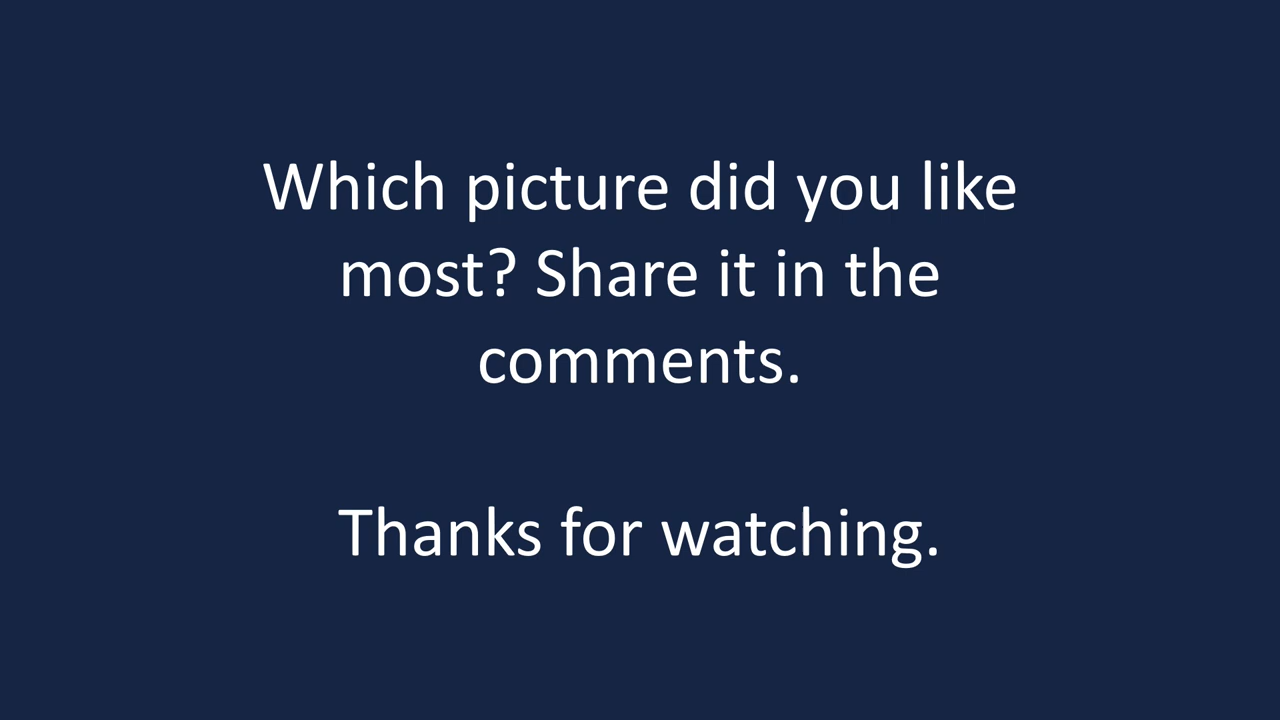 Which picture did you like
most? Share it in the
comments.
Thanks for watching.